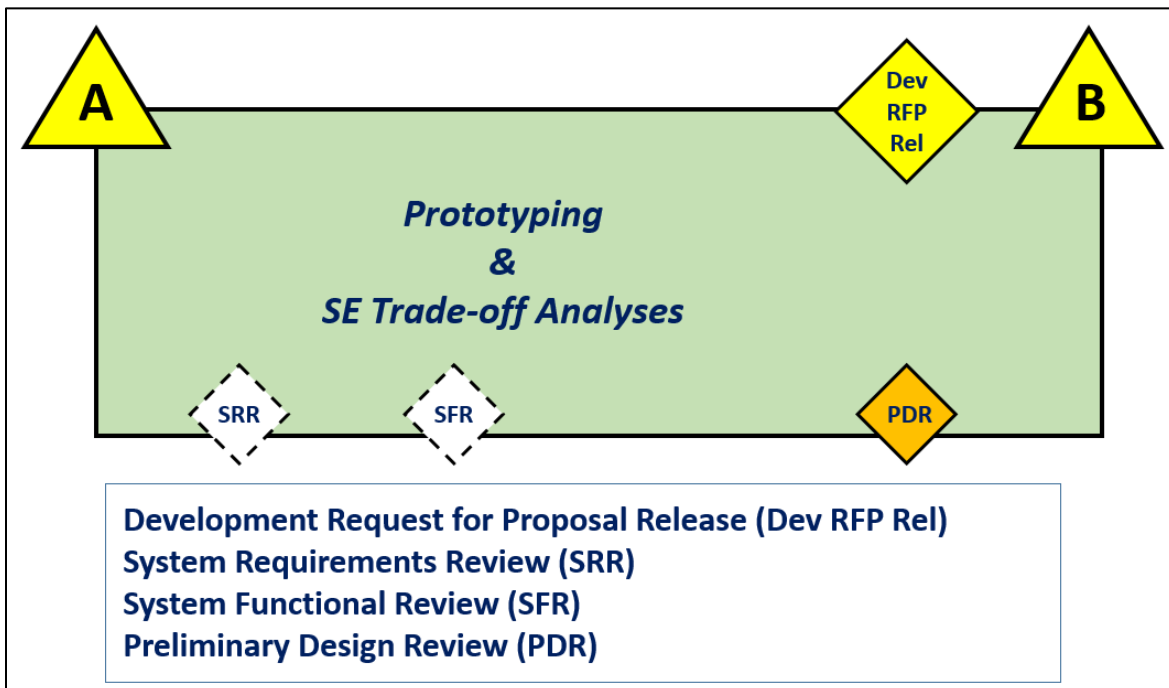 A
Dev
RFP
Rel
B
Prototyping
&
SE Trade-off Analyses
SRR
SFR
PDR
Development Request for Proposal Release (Dev RFP Rel)
System Requirements Review (SRR)
System Functional Review (SFR)
Preliminary Design Review (PDR)